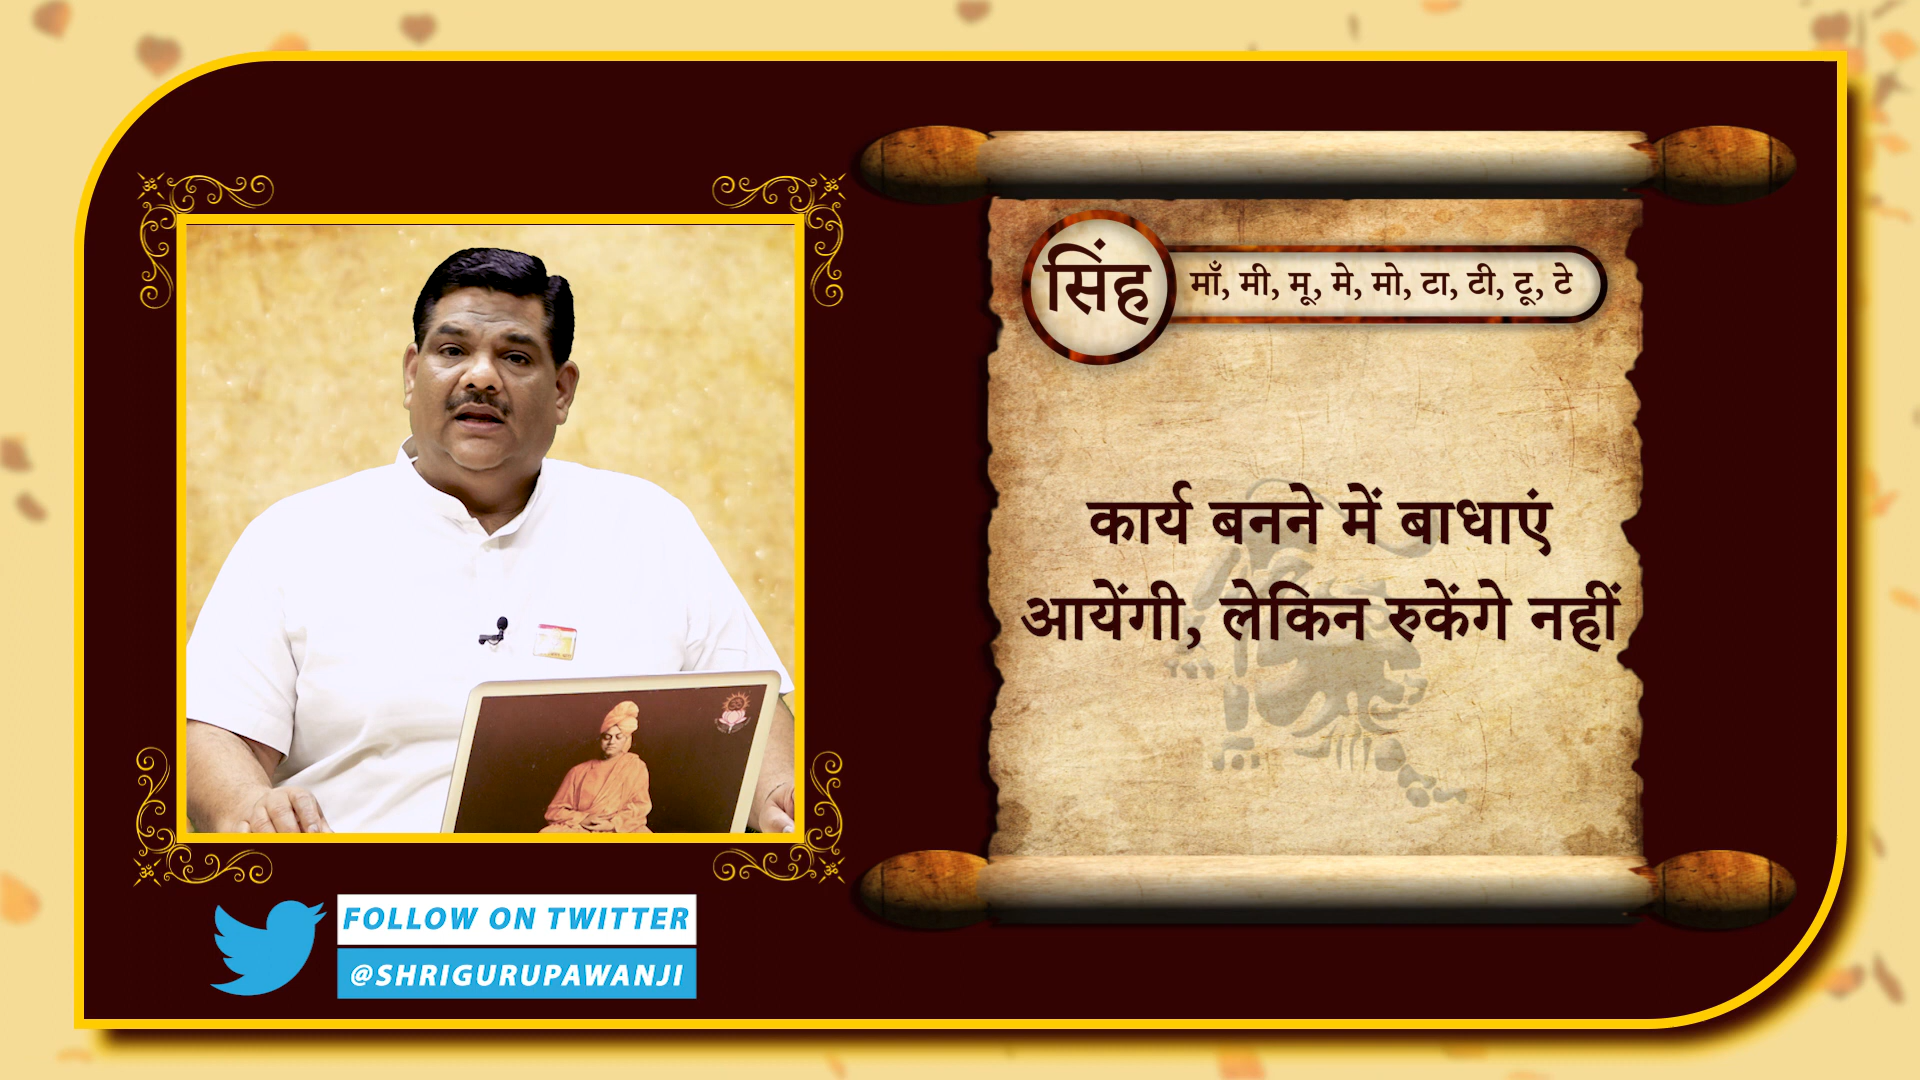 सिंह
माँ, मी, मू, मे, मो, टा, टी, टू, टे
कार्य बनने में बाधाएं
आयेंगी, लेकिन रुकेंगे नहीं
FOLLOW ON TWITTER
@SHRIGURUPAWANJI